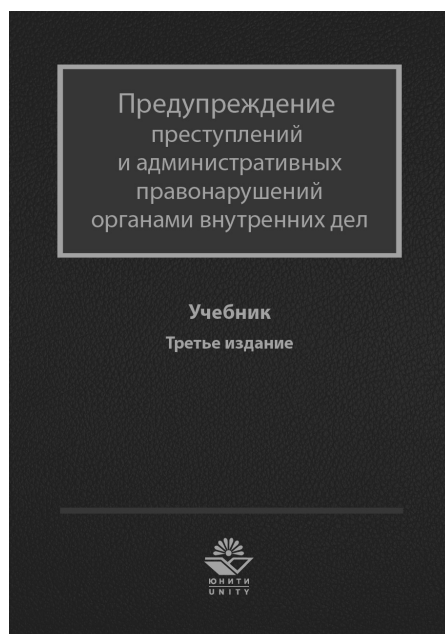 Предупреждение
преступлений
и административных
правонарушений
органами внутренних дел
Учебник
Третье издание
ЮНИТИ
UNITY